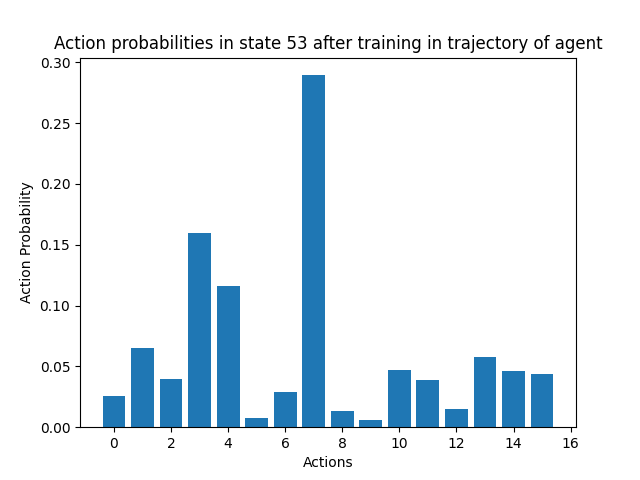 Action probabilities in state 53 after training in trajectory of agent
0.30
0.25
0.20
0.15
0.10
0.05
0.00
Action Probability
0 2 4 6 8 10 12 14 16
Actions